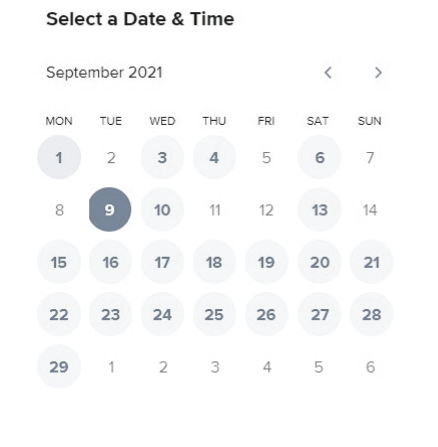 Select a Date & Time
September 2021
MON TUE WED THU FRI SAT SUN
1 2 3 4 5 6 7
8 9 10 11 12 13 14
15 16 17 18 19 20 21
22 23 24 25 26 27 28
29 1 2 3 4 5 6